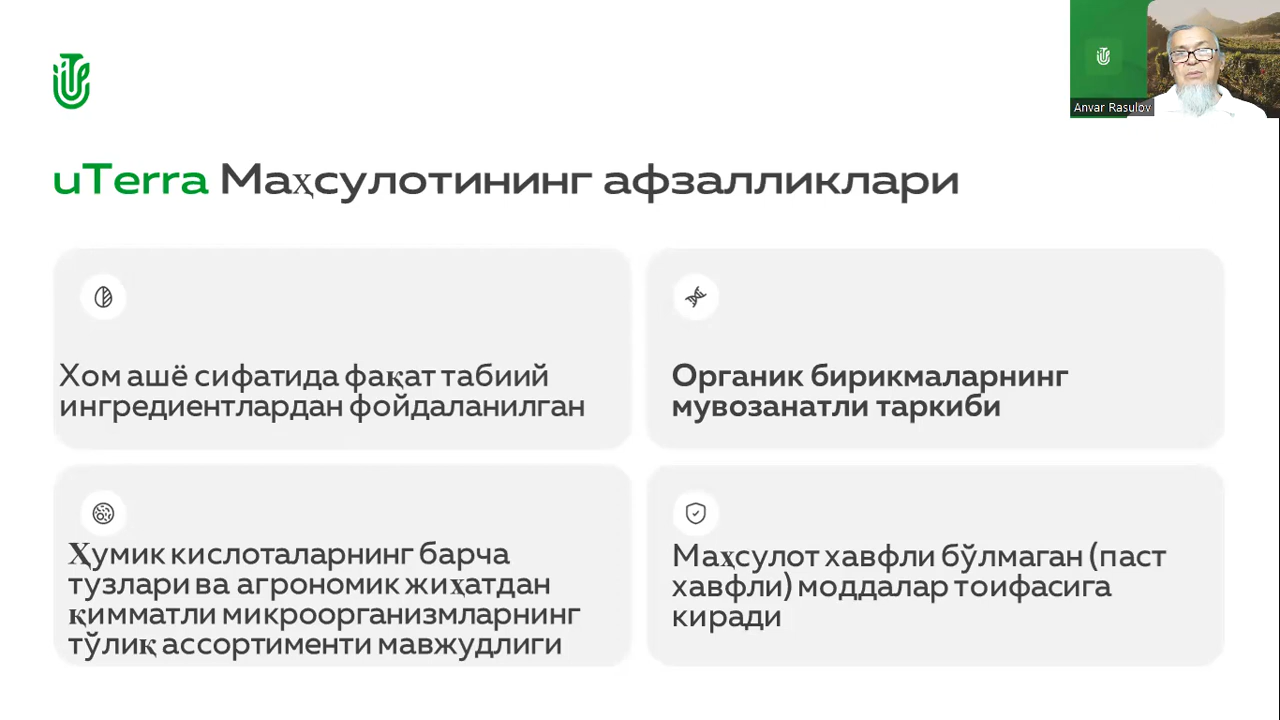 Anvar Rasulov
uTerra Маҳсулотининг афзалликлари
Хом ашё сифатида фақат табиий
ингредиентлардан фойдаланилган
Органик бирикмаларнинг
мувозанатли таркиби
Ҳумик кислоталарнинг барча
тузлари ва агрономик жиҳатдан
қимматли микроорганизмларнинг
тўлиқ ассортименти мавжудлиги
Маҳсулот хавфли бўлмаган (паст
хавфли) моддалар тоифасига
киради